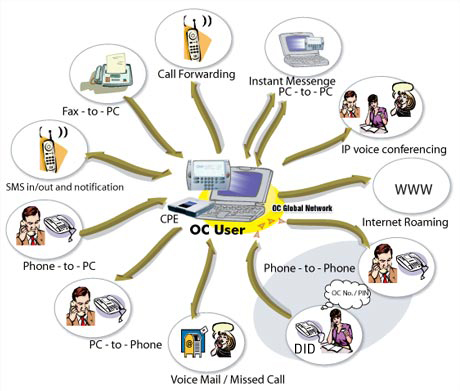 Call Forwarding
Instant Messenge
PC - to - PC
Fax - to - PC
IP voice conferencing
SMS in/out and notification
WWW
Internet Roaming
CPE
OC Global Network
OC User
Phone - to - PC
Phone - to - Phone
OC No./ PIN
PC - to - Phone
DID
Voice Mail / Missed Call